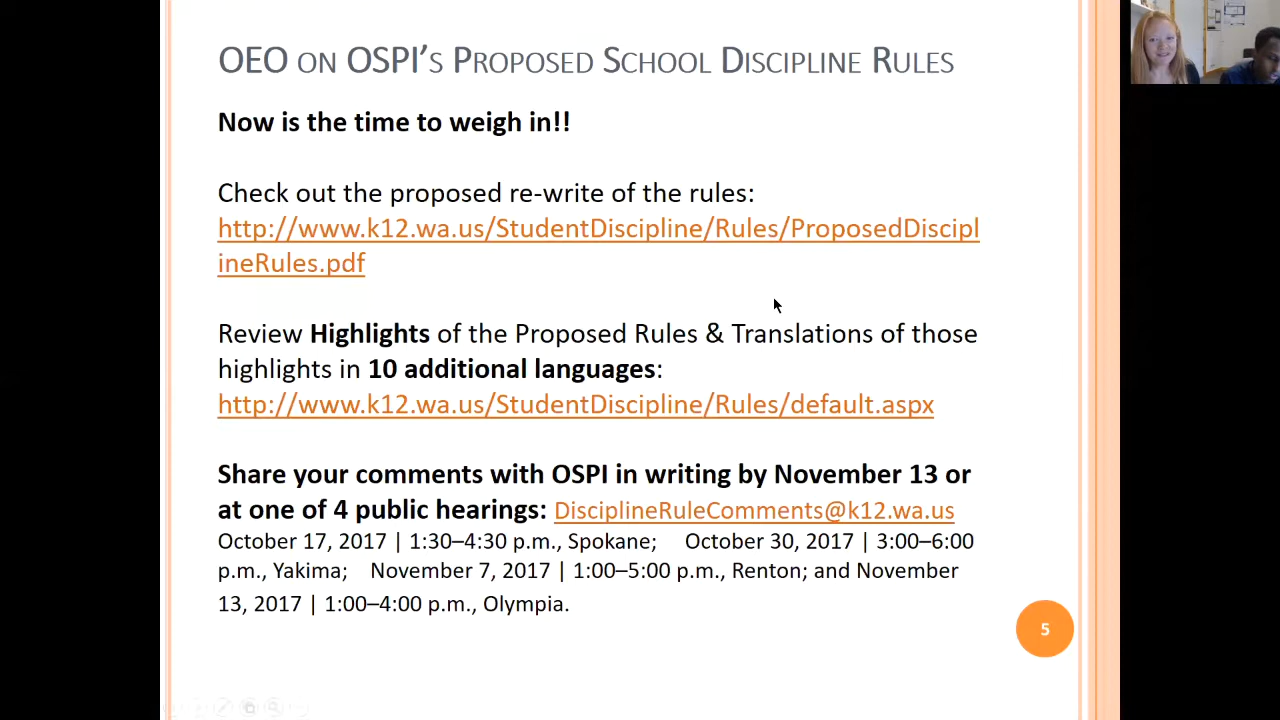 OEO ON OSPI’S PROPOSED SCHOOL DISCIPLINE RULES
Now is the time to weigh in!!
Check out the proposed re-write of the rules:
http://www.k12.wa.us/StudentDiscipline/Rules/ProposedDiscipl
ineRules.pdf
Review Highlights of the Proposed Rules & Translations of those
highlights in 10 additional languages:
http://www.k12.wa.us/StudentDiscipline/Rules/default.aspx
Share your comments with OSPI in writing by November 13 or
at one of 4 public hearings: DisciplineRuleComments@k12.wa.us
October 17, 2017 | 1:30–4:30 p.m., Spokane; October 30, 2017 | 3:00–6:00
p.m., Yakima; November 7, 2017 | 1:00–5:00 p.m., Renton; and November
13, 2017 | 1:00–4:00 p.m., Olympia.
5